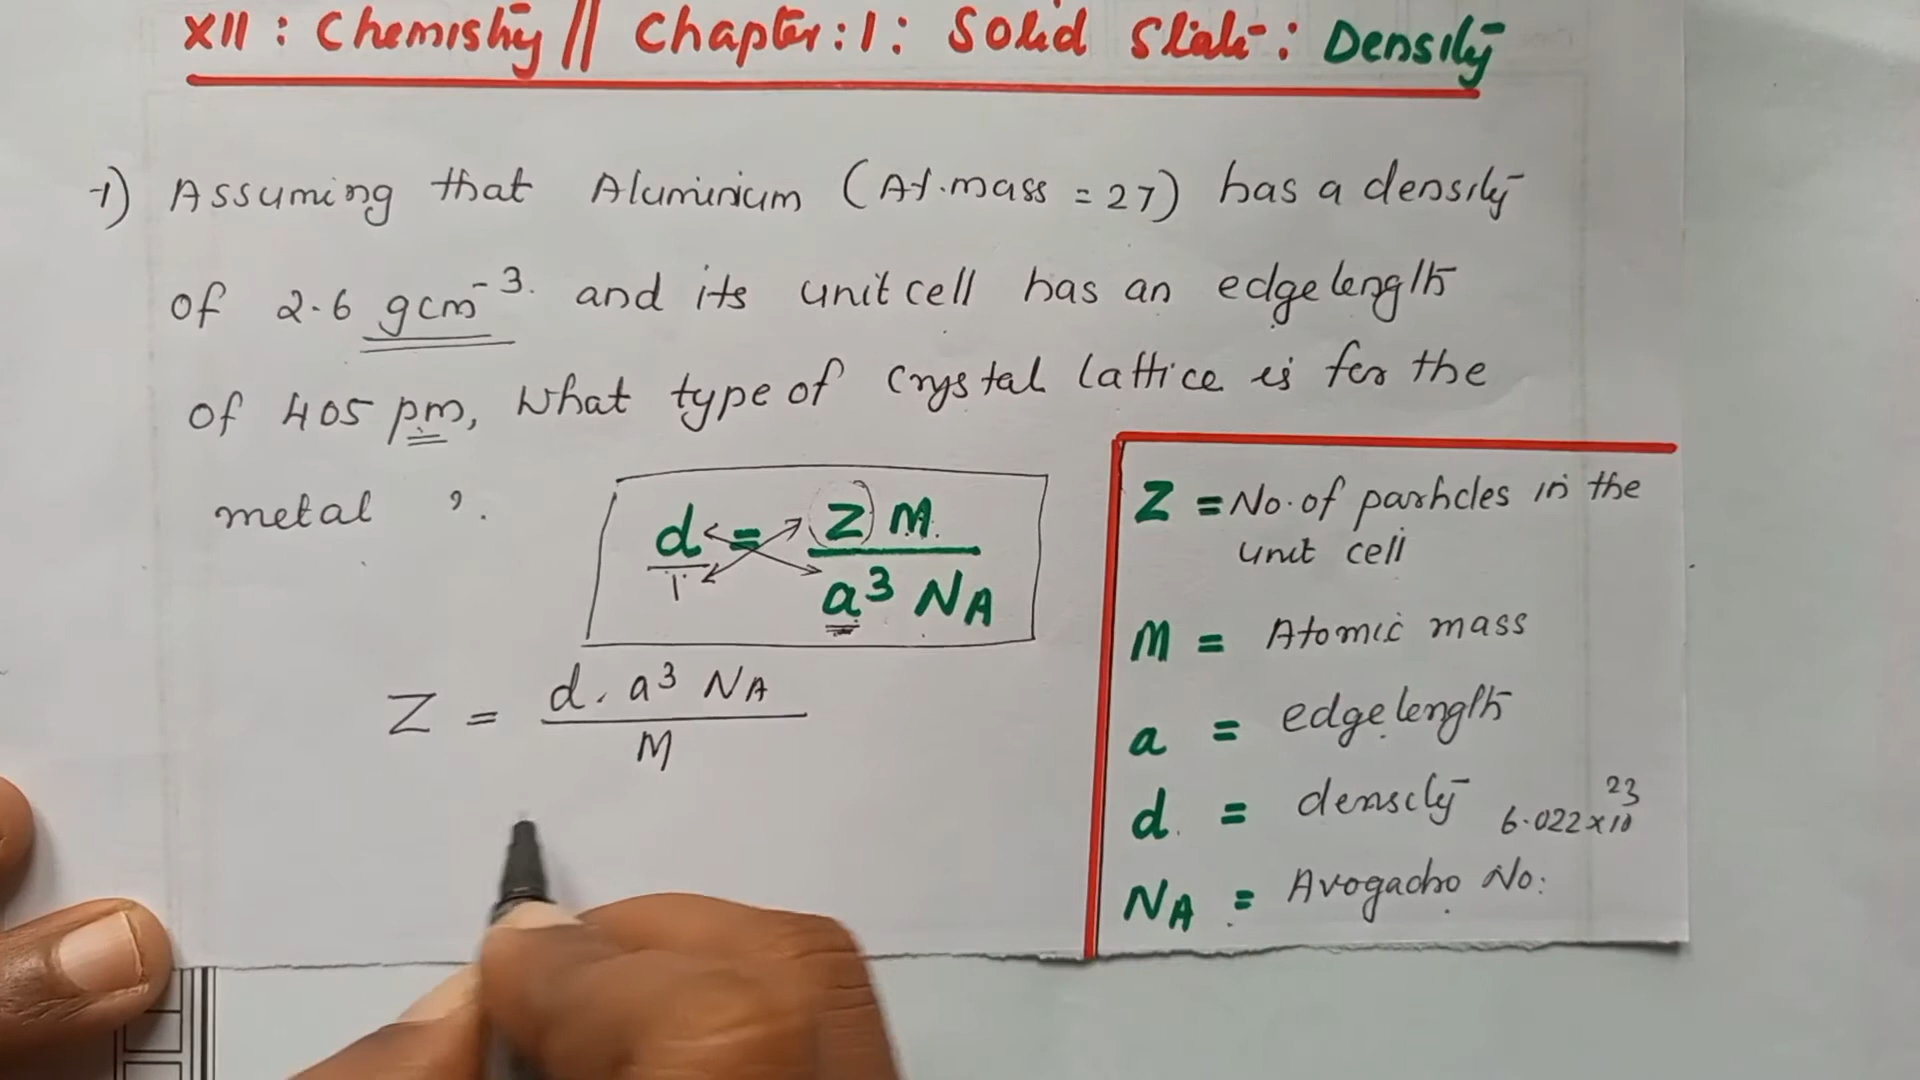 XII : Chemistry // Chapter:1: Solid State: Density
1) Assuming that Aluminium (At.mass = 27) has a density
of 2.6 gcm⁻³. and its unit cell has an edge length
of 405 pm, What type of crystal lattice is for the
metal ?.
d/1 = Z M / a³ NA
Z = d. a³ NA / M
Z = No. of particles in the
unit cell
M = Atomic mass
a = edge length
d. = density 6.022×10²³
NA = Avogadro No: